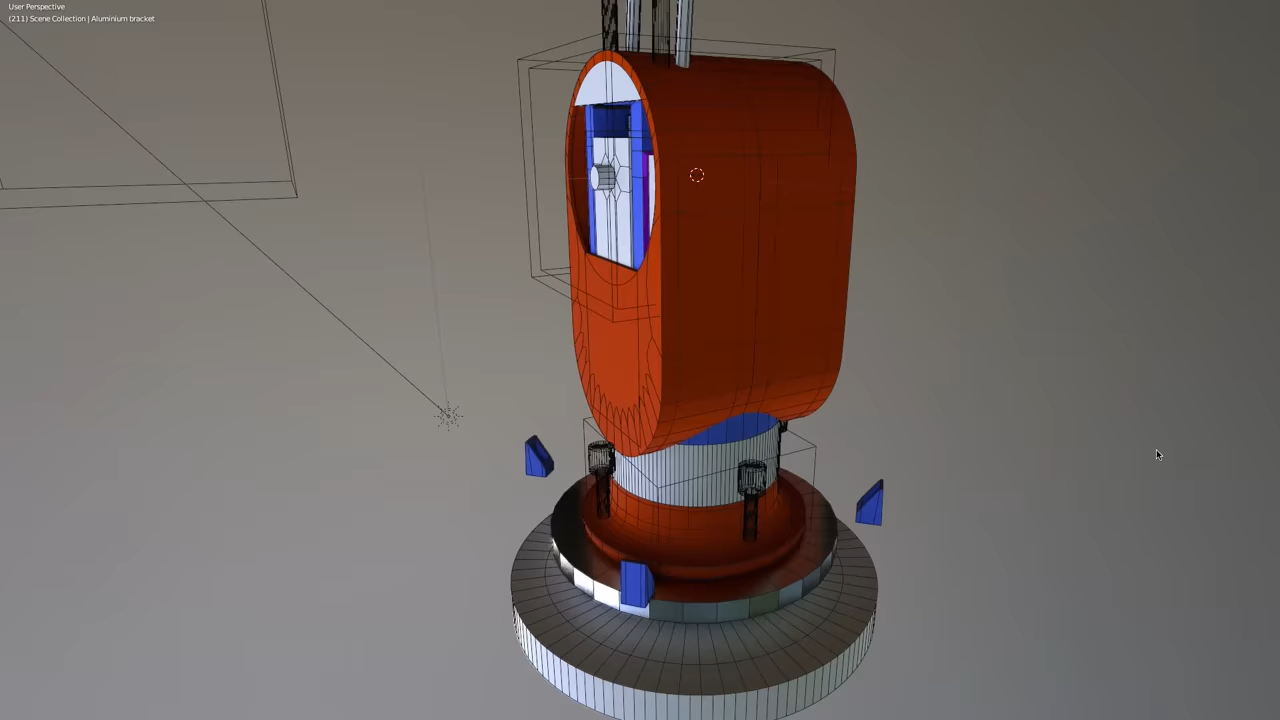 User Perspective
(211) Scene Collection | Aluminium bracket